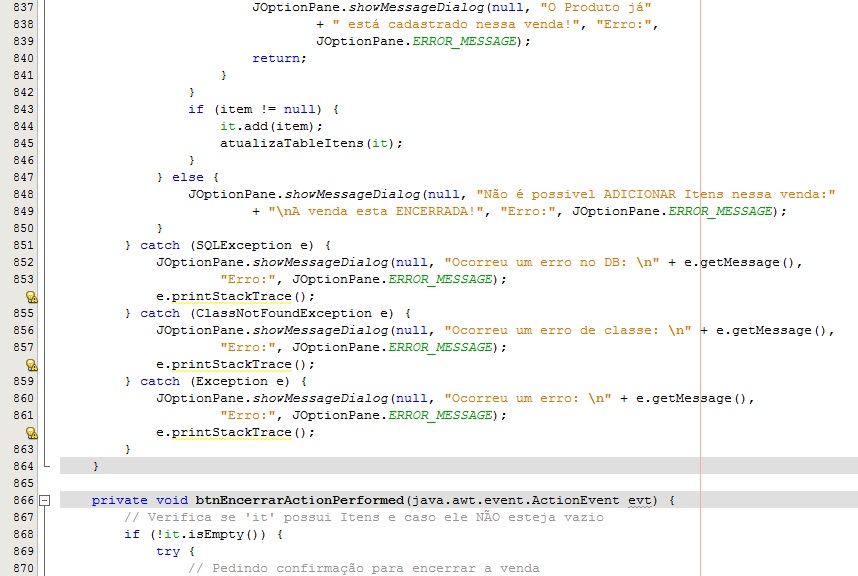 837 JOptionPane.showMessageDialog(null, "O Produto já"
838 + " está cadastrado nessa venda!", "Erro:",
839 JOptionPane.ERROR_MESSAGE);
840 return;
841 }
842 }
843 if (item != null) {
844 it.add(item);
845 atualizaTableItens(it);
846 }
847 } else {
848 JOptionPane.showMessageDialog(null, "Não é possivel ADICIONAR Itens nessa venda:"
849 + "\nA venda esta ENCERRADA!", "Erro:", JOptionPane.ERROR_MESSAGE);
850 }
851 } catch (SQLException e) {
852 JOptionPane.showMessageDialog(null, "Ocorreu um erro no DB: \n" + e.getMessage(),
853 "Erro:", JOptionPane.ERROR_MESSAGE);
e.printStackTrace();
855 } catch (ClassNotFoundException e) {
856 JOptionPane.showMessageDialog(null, "Ocorreu um erro de classe: \n" + e.getMessage(),
857 "Erro:", JOptionPane.ERROR_MESSAGE);
e.printStackTrace();
859 } catch (Exception e) {
860 JOptionPane.showMessageDialog(null, "Ocorreu um erro: \n" + e.getMessage(),
861 "Erro:", JOptionPane.ERROR_MESSAGE);
e.printStackTrace();
863 }
864 }
865
866 private void btnEncerrarActionPerformed(java.awt.event.ActionEvent evt) {
867 // Verifica se 'it' possui Itens e caso ele NÃO esteja vazio
868 if (!it.isEmpty()) {
869 try {
870 // Pedindo confirmação para encerrar a venda